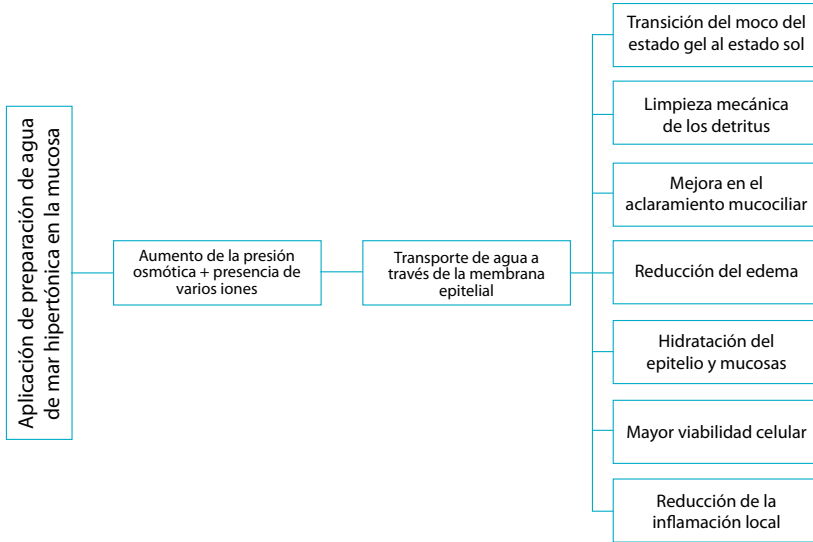 Aplicación de preparación de agua
de mar hipertónica en la mucosa
Aumento de la presión
osmótica + presencia de
varios iones
Transporte de agua a
través de la membrana
epitelial
Transición del moco del
estado gel al estado sol
Limpieza mecánica
de los detritus
Mejora en el
aclaramiento mucociliar
Reducción del edema
Hidratación del
epitelio y mucosas
Mayor viabilidad celular
Reducción de la
inflamación local